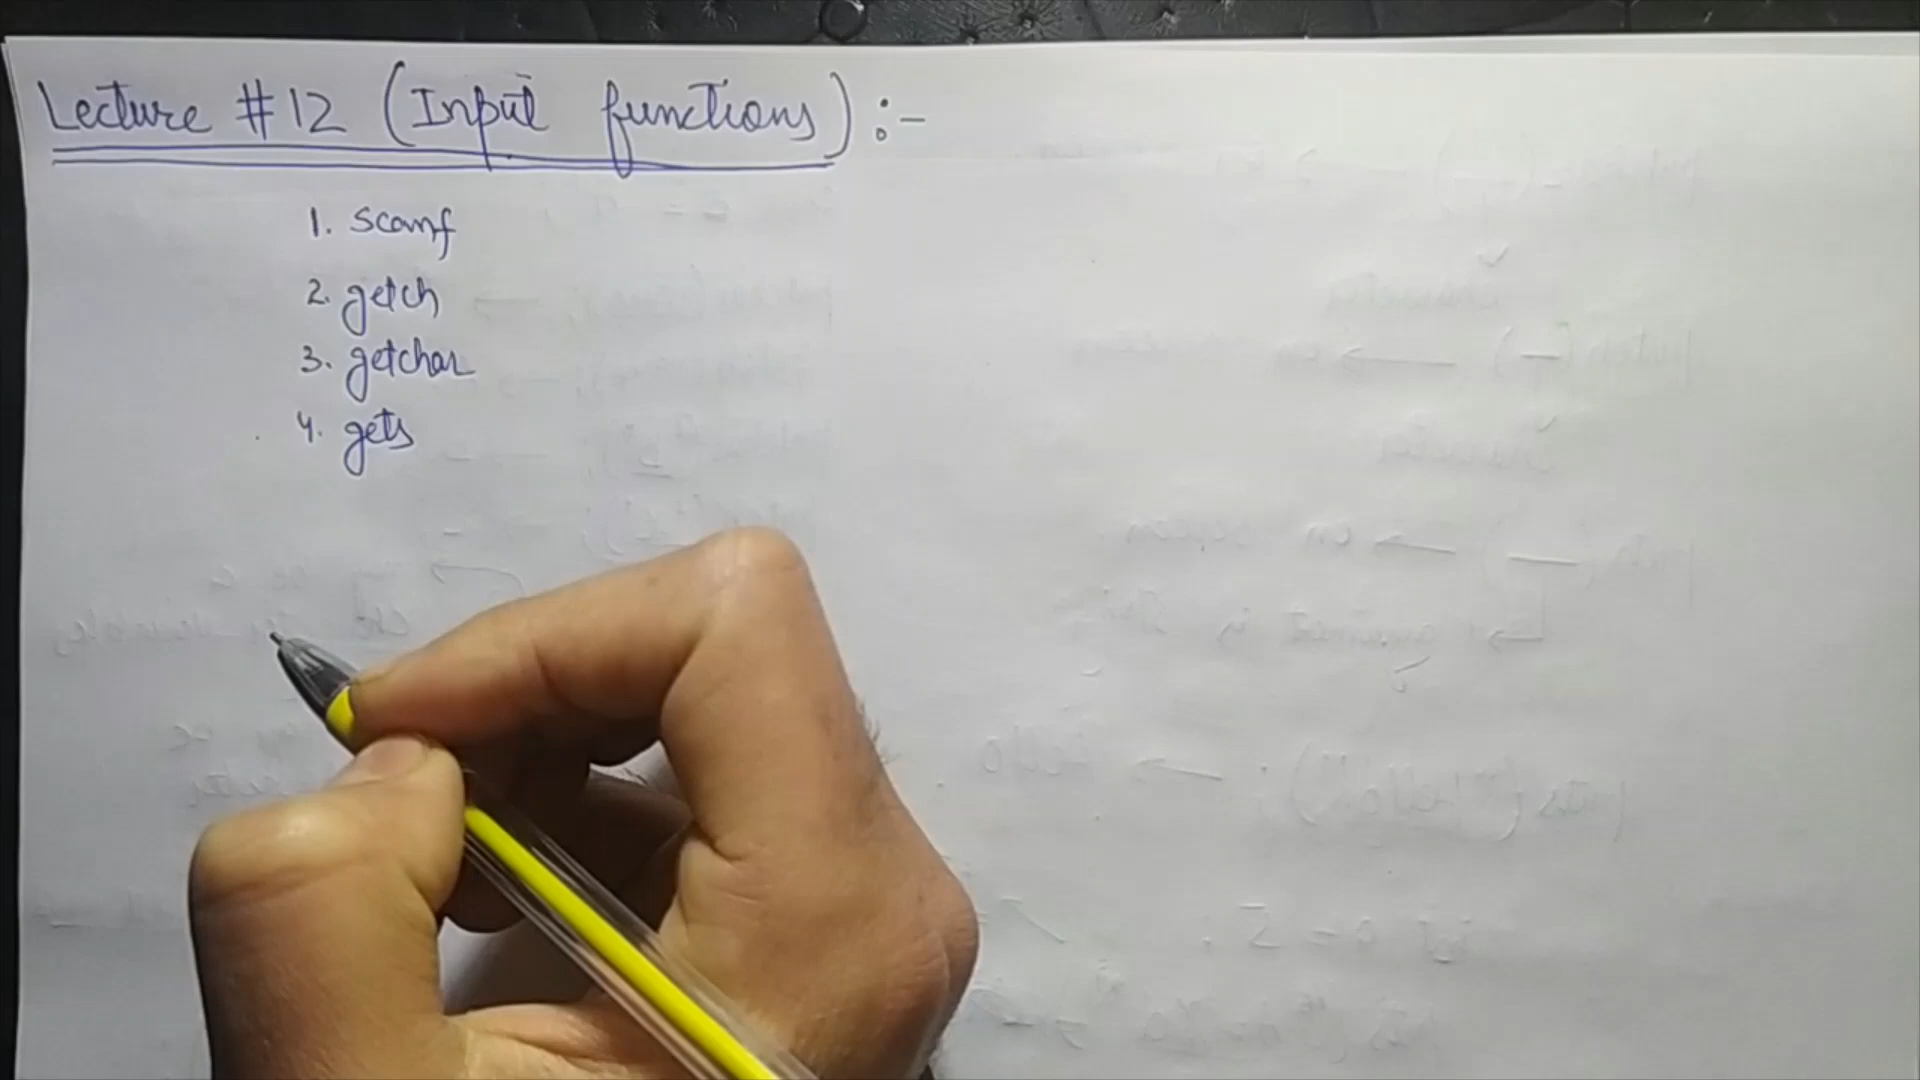 Lecture #12 (Input functions) :-
1. scanf
2. getch
3. getchar
4. gets